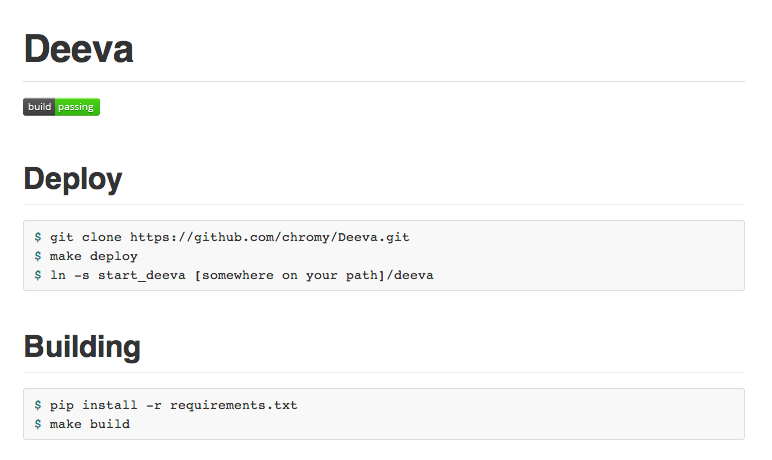 Deeva
build passing
Deploy
$ git clone https://github.com/chromy/Deeva.git
$ make deploy
$ ln -s start_deeva [somewhere on your path]/deeva
Building
$ pip install -r requirements.txt
$ make build